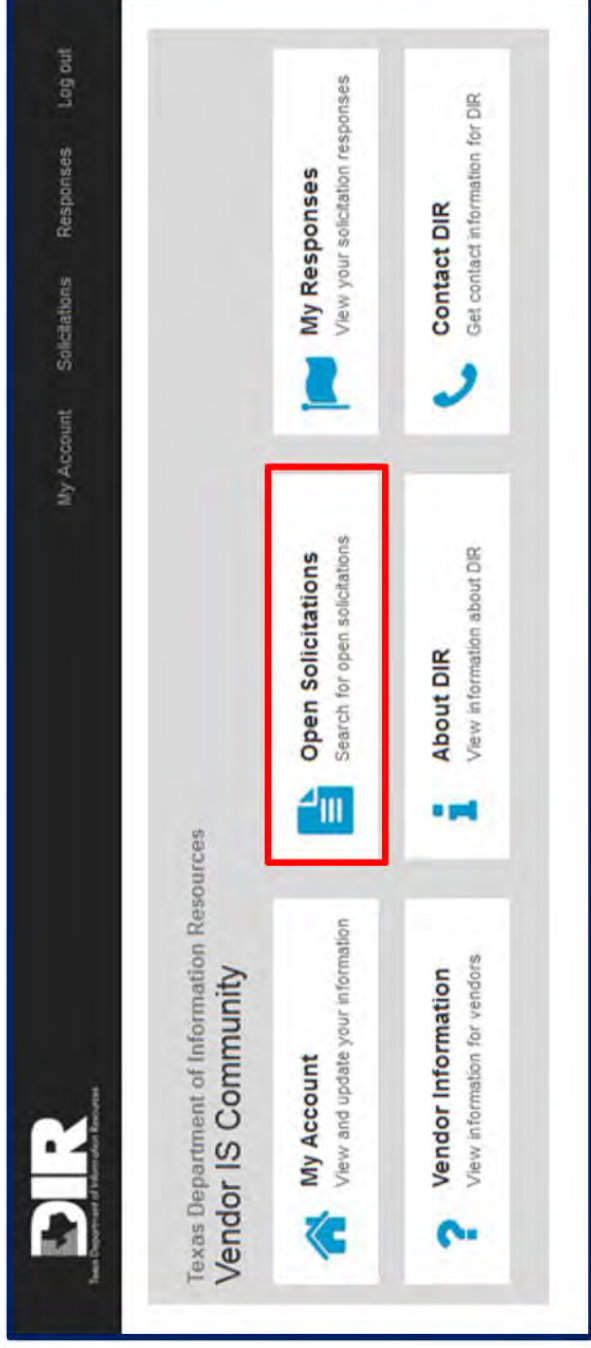 DIR
Texas Department of Information Resources
My Account Solicitations Responses Log out
Texas Department of Information Resources
Vendor IS Community
My Account
View and update your information
Open Solicitations
Search for open solicitations
My Responses
View your solicitation responses
Vendor Information
View information for vendors
About DIR
View information about DIR
Contact DIR
Get contact information for DIR